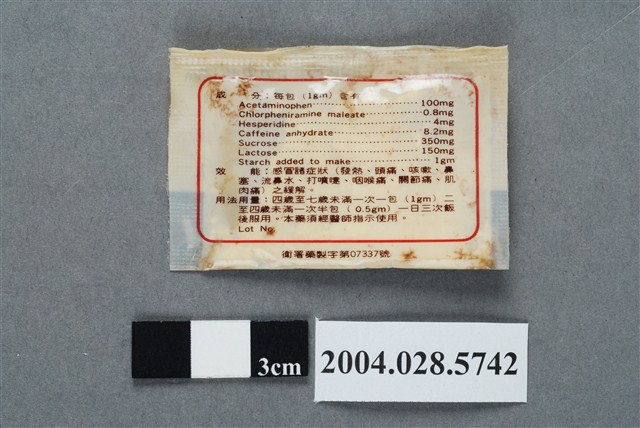 成　分：每包（1gm）含有
Acetaminophen⋯⋯⋯⋯⋯⋯⋯⋯100mg
Chlorpheniramine maleate⋯⋯⋯⋯0.8mg
Hesperidine⋯⋯⋯⋯⋯⋯⋯⋯⋯4mg
Caffeine anhydrate⋯⋯⋯⋯⋯⋯8.2mg
Sucrose⋯⋯⋯⋯⋯⋯⋯⋯⋯⋯350mg
Lactose⋯⋯⋯⋯⋯⋯⋯⋯⋯⋯150mg
Starch added to make⋯⋯⋯⋯⋯1gm
效　能：感冒諸症狀（發熱、頭痛、咳嗽、鼻
塞、流鼻水、打噴嚏、咽喉痛、關節痛、肌
肉痛）之緩解。
用法用量：四歲至七歲未滿一次一包（1gm）二
至四歲未滿一次半包（0.5gm）一日三次飯
後服用。本藥須經醫師指示使用。
Lot No.
衛署藥製字第07337號
3cm
2004.028.5742